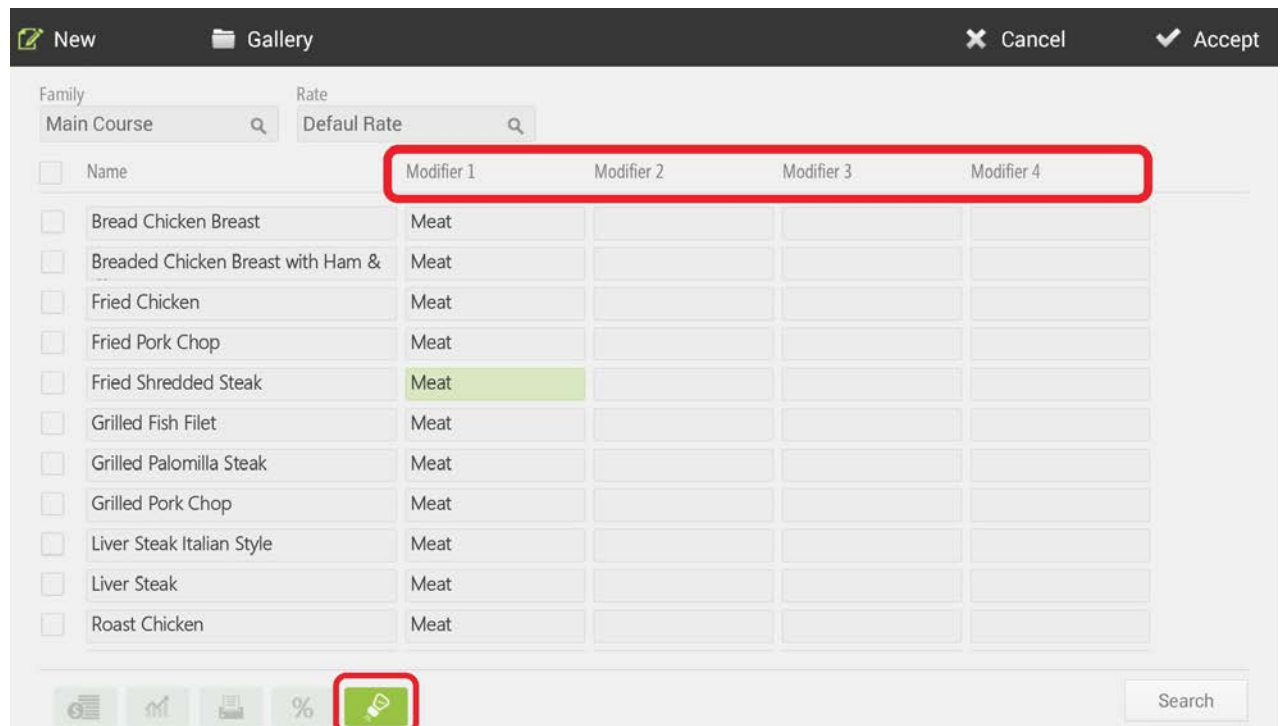 New Gallery Cancel Accept
Family Rate
Main Course Defaul Rate
Name Modifier 1 Modifier 2 Modifier 3 Modifier 4
Bread Chicken Breast Meat
Breaded Chicken Breast with Ham & Meat
Fried Chicken Meat
Fried Pork Chop Meat
Fried Shredded Steak Meat
Grilled Fish Filet Meat
Grilled Palomilla Steak Meat
Grilled Pork Chop Meat
Liver Steak Italian Style Meat
Liver Steak Meat
Roast Chicken Meat
% Search